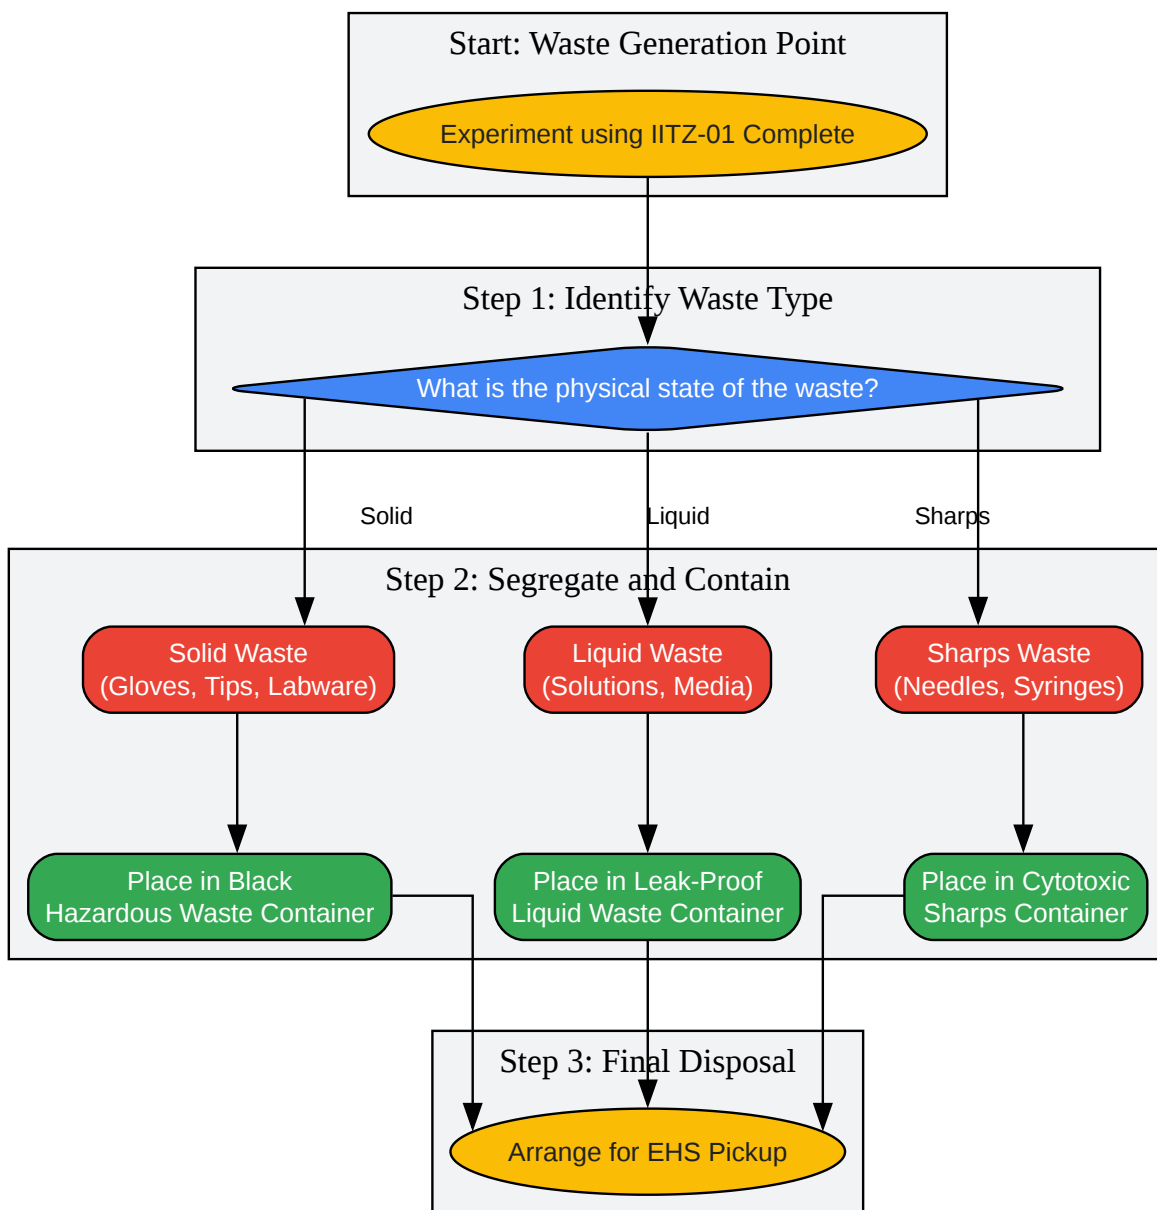 Start: Waste Generation Point
Experiment using IITZ-01 Complete
Step 1: Identify Waste Type
What is the physical state of the waste?
Solid
Liquid
Sharps
Step 2: Segregate and Contain
Solid Waste
(Gloves, Tips, Labware)
Liquid Waste
(Solutions, Media)
Sharps Waste
(Needles, Syringes)
Place in Black
Hazardous Waste Container
Place in Leak-Proof
Liquid Waste Container
Place in Cytotoxic
Sharps Container
Step 3: Final Disposal
Arrange for EHS Pickup